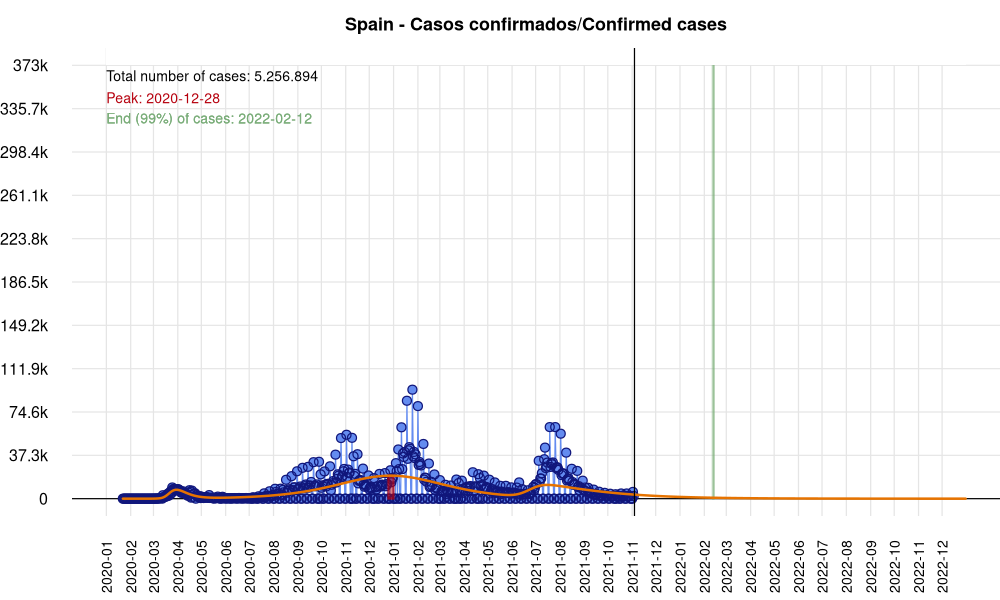 Spain - Casos confirmados/Confirmed cases
373k
335.7k
298.4k
261.1k
223.8k
186.5k
149.2k
111.9k
74.6k
37.3k
0
Total number of cases: 5.256.894
Peak: 2020-12-28
End (99%) of cases: 2022-02-12
2020-01
2020-02
2020-03
2020-04
2020-05
2020-06
2020-07
2020-08
2020-09
2020-10
2020-11
2020-12
2021-01
2021-02
2021-03
2021-04
2021-05
2021-06
2021-07
2021-08
2021-09
2021-10
2021-11
2021-12
2022-01
2022-02
2022-03
2022-04
2022-05
2022-06
2022-07
2022-08
2022-09
2022-10
2022-11
2022-12